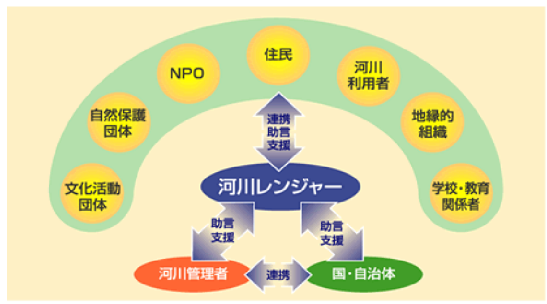 住民
NPO
河川
利用者
自然保護
団体
地縁的
組織
文化活動
団体
学校・教育
関係者
連携
助言
支援
河川レンジャー
助言
支援
助言
支援
河川管理者
連携
国・自治体